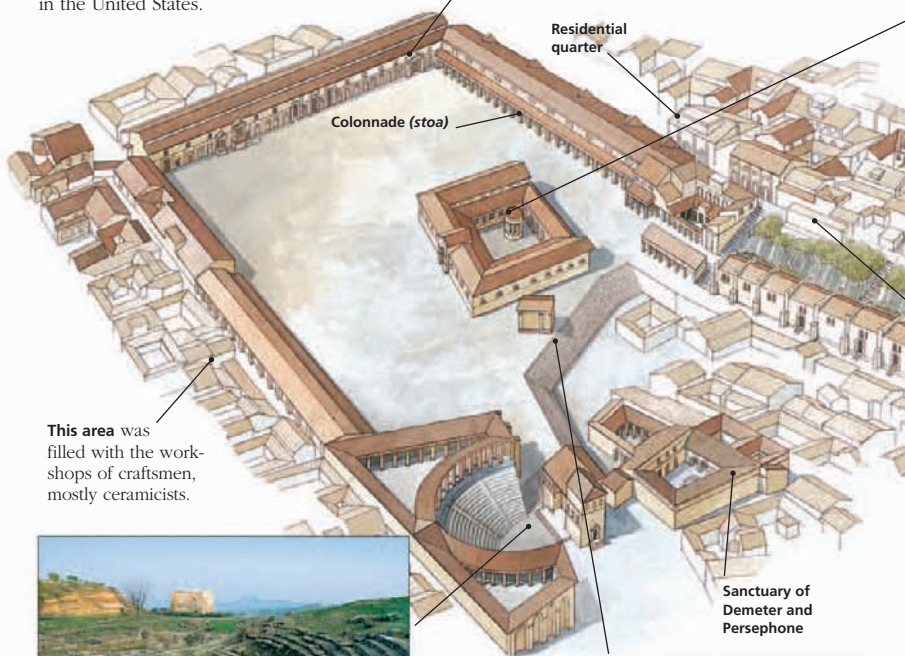 in the United States.
Residential
quarter
Colonnade (stoa)
This area was
filled with the work-
shops of craftsmen,
mostly ceramicists.
Sanctuary of
Demeter and
Persephone